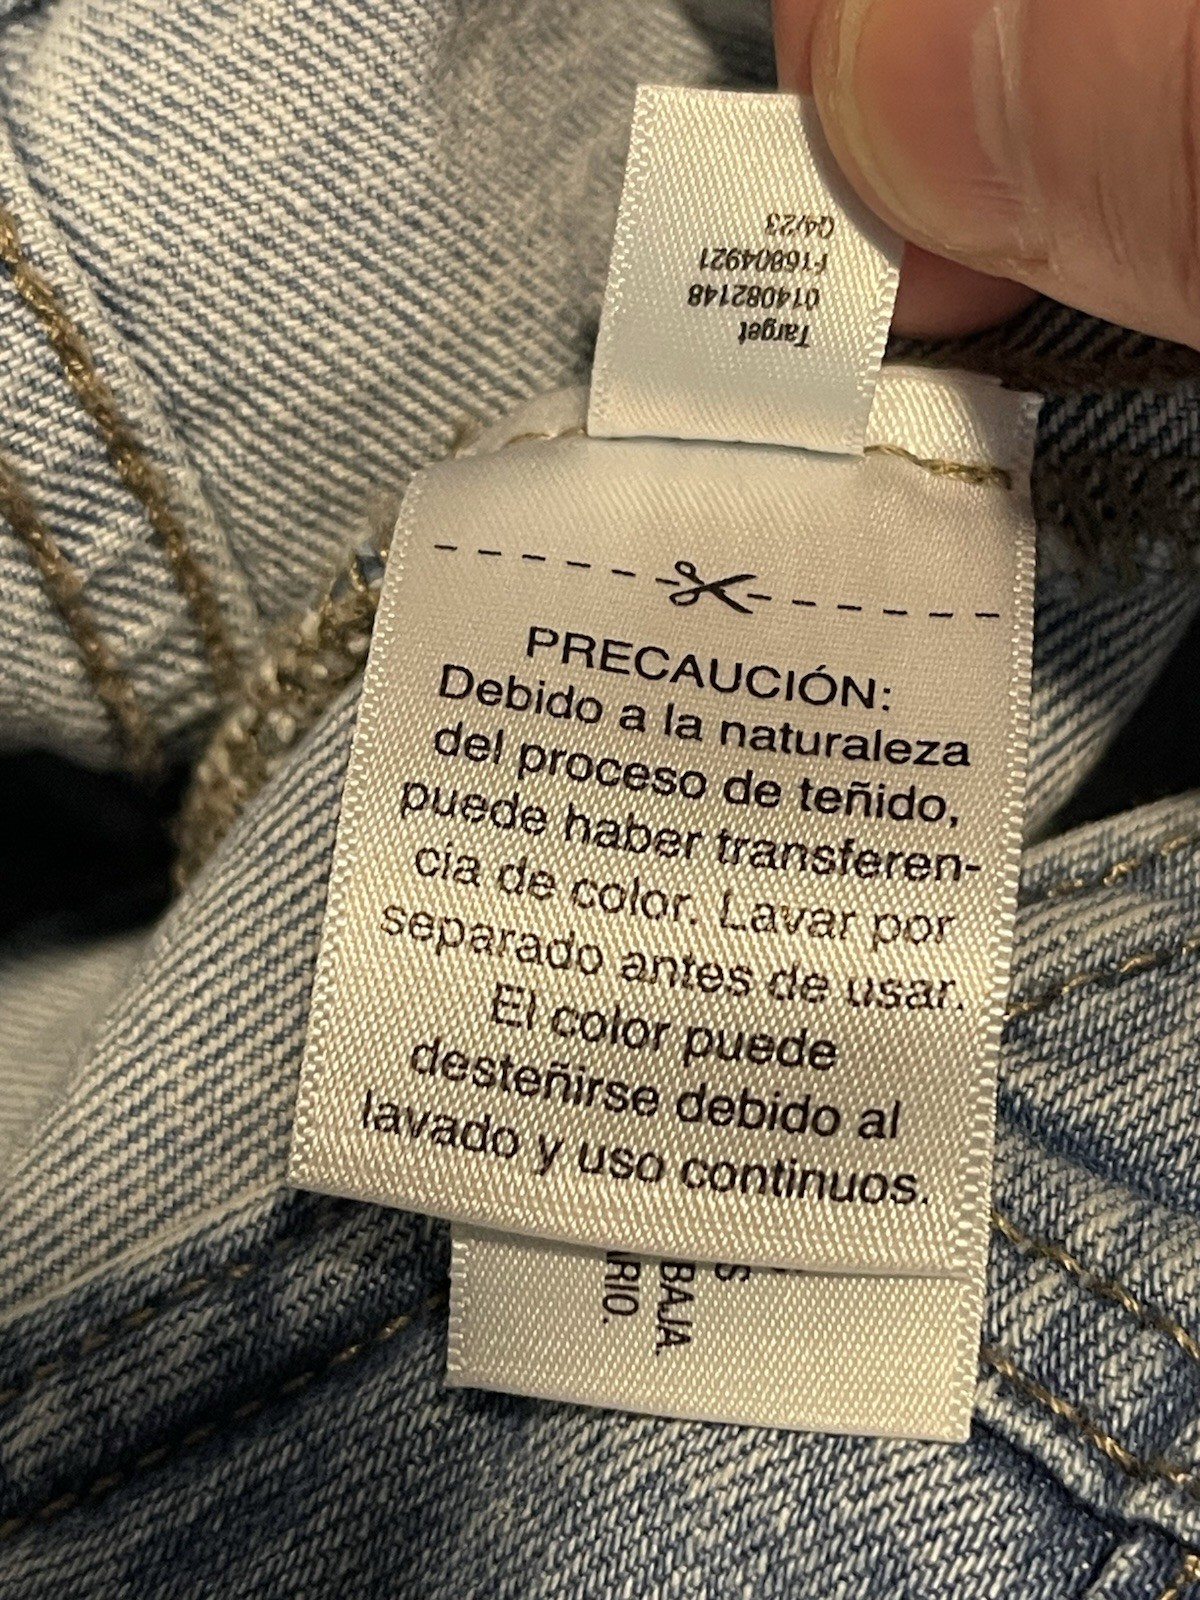 Target
014082148
F16804921
Q4/23
PRECAUCIÓN:
Debido a la naturaleza
del proceso de teñido,
puede haber transferen-
cia de color. Lavar por
separado antes de usar.
El color puede
desteñirse debido al
lavado y uso continuos.
S
BAJA
RIO.